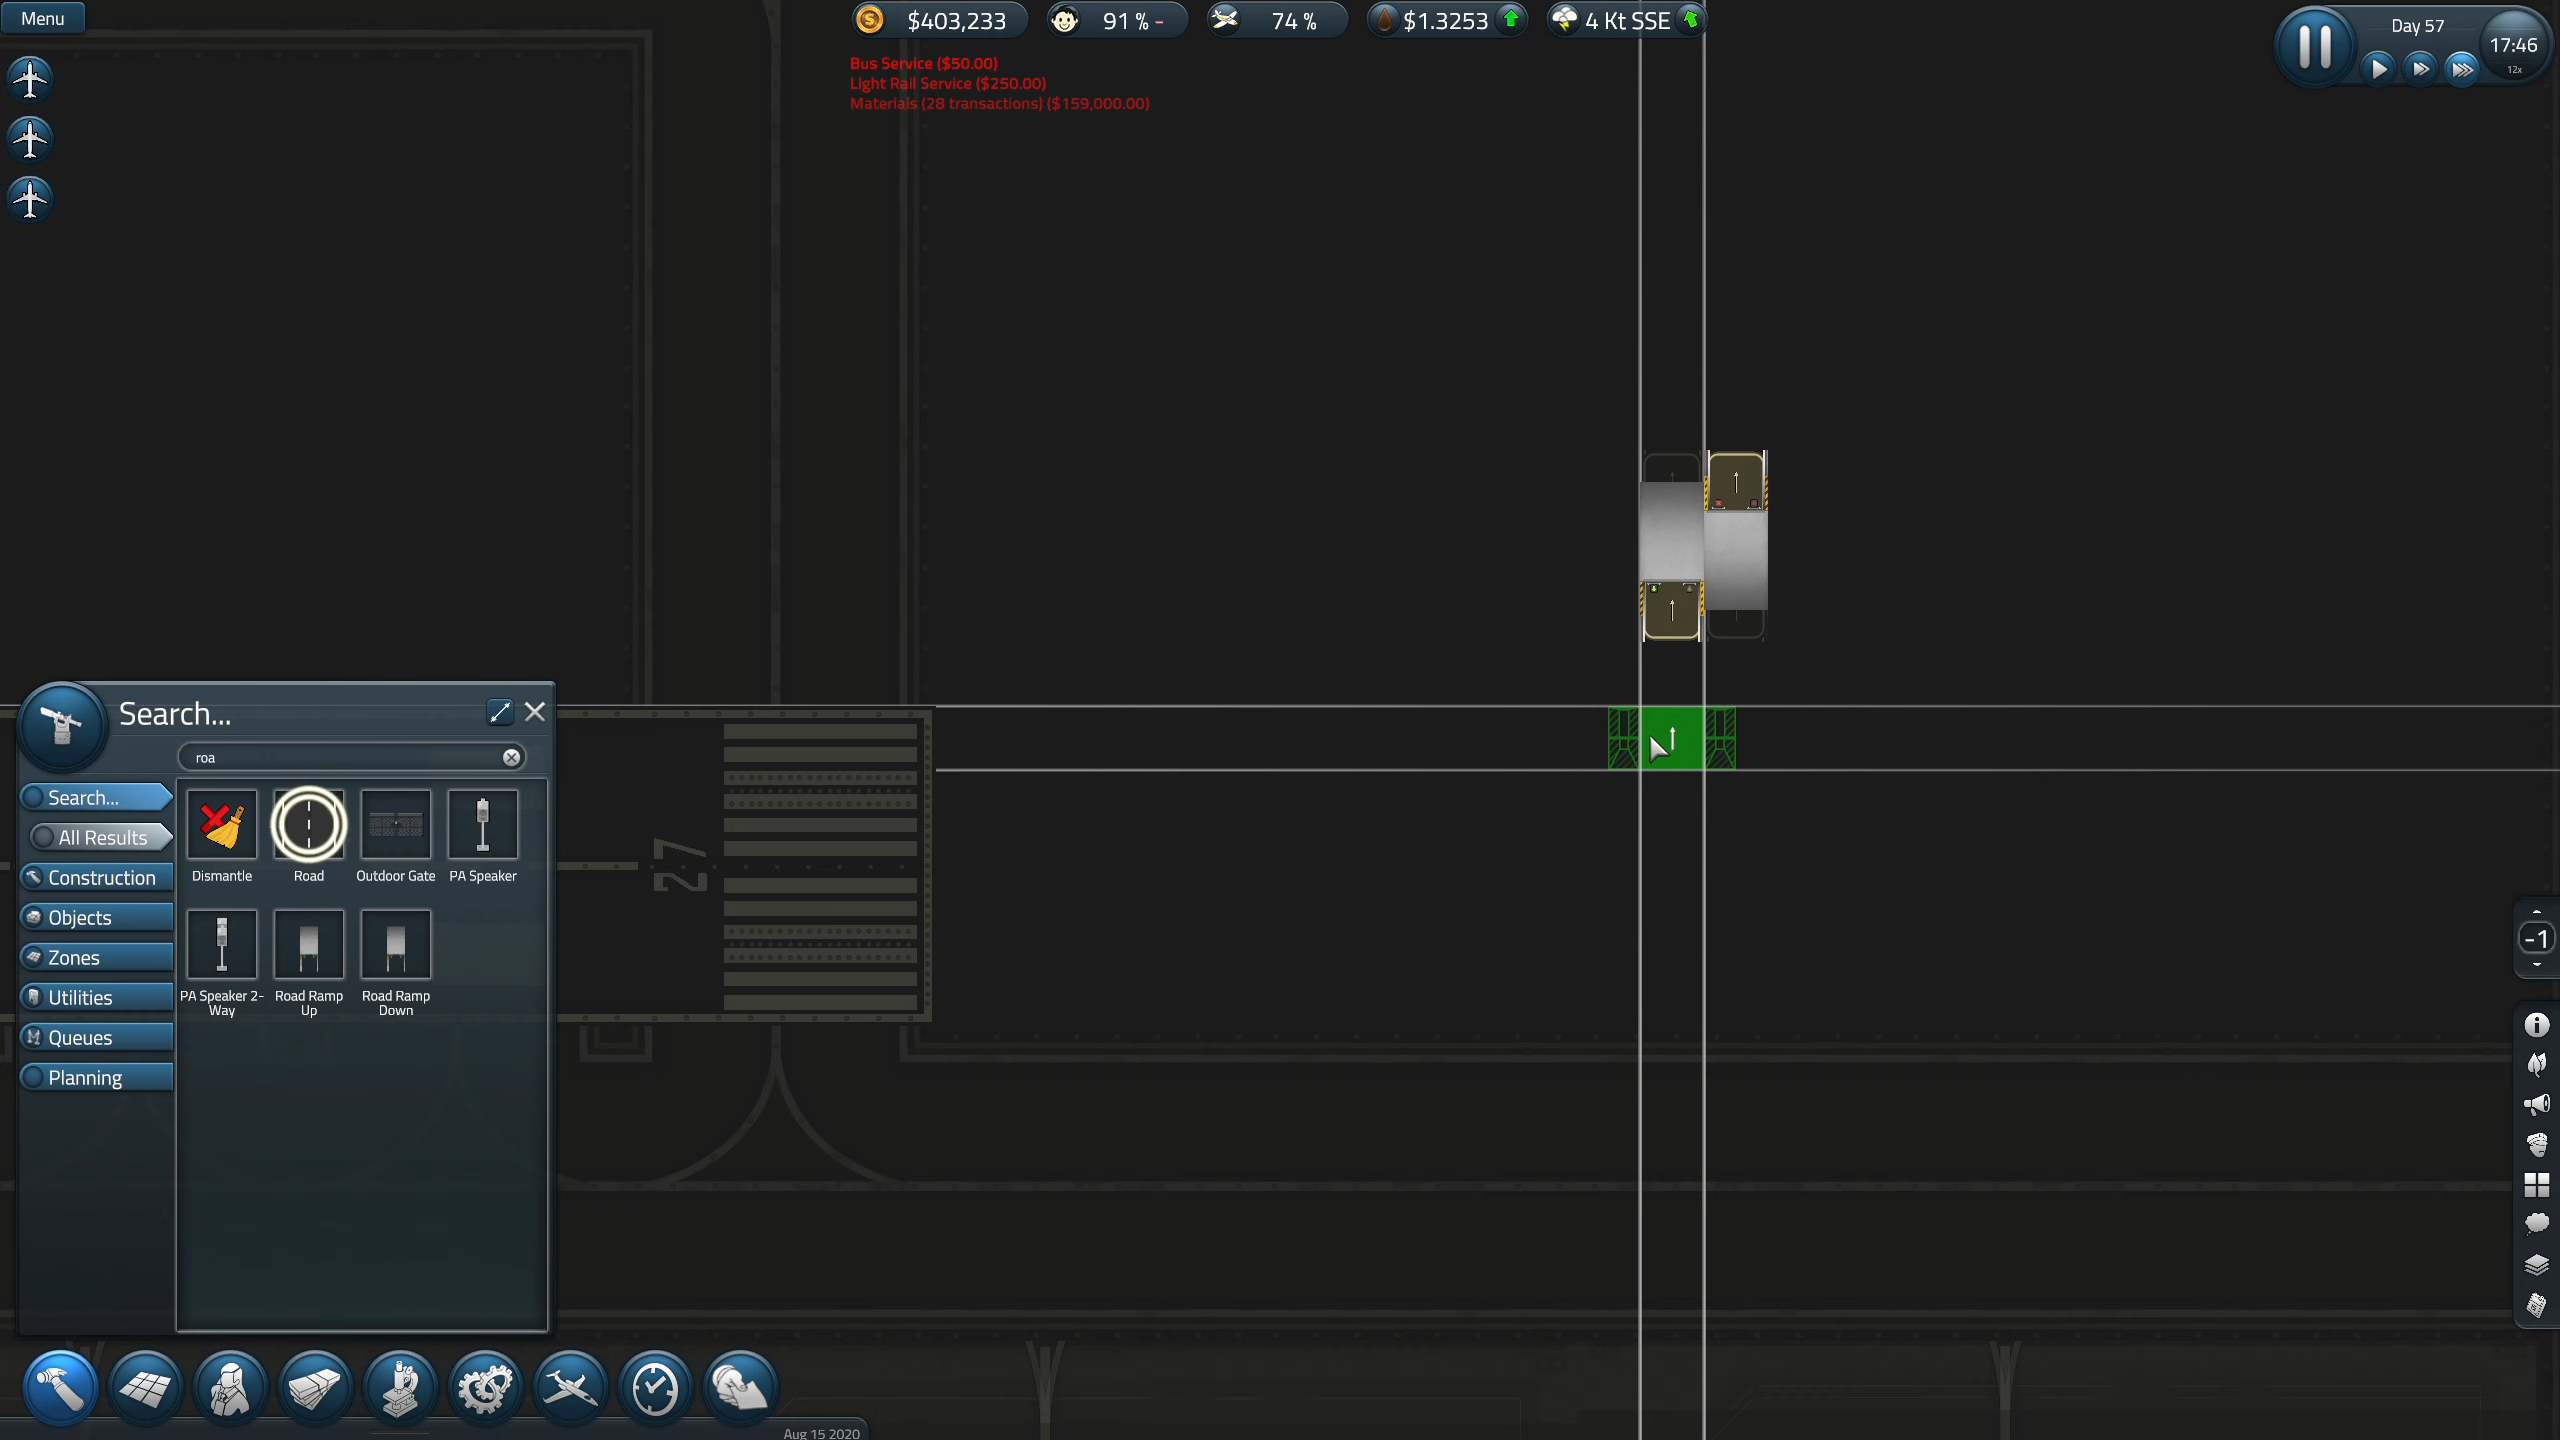 Menu
$403,233
91 % -
74 %
$1.3253
4 Kt SSE
Day 57
17:46
12x
Bus Service ($50.00)
Light Rail Service ($250.00)
Materials (28 transactions) ($159,000.00)
Search...
roa
Search...
All Results
Construction
Objects
Zones
Utilities
Queues
Planning
Dismantle
Road
Outdoor Gate
PA Speaker
PA Speaker 2-
Way
Road Ramp
Up
Road Ramp
Down
27
-1
Aug 15 2020